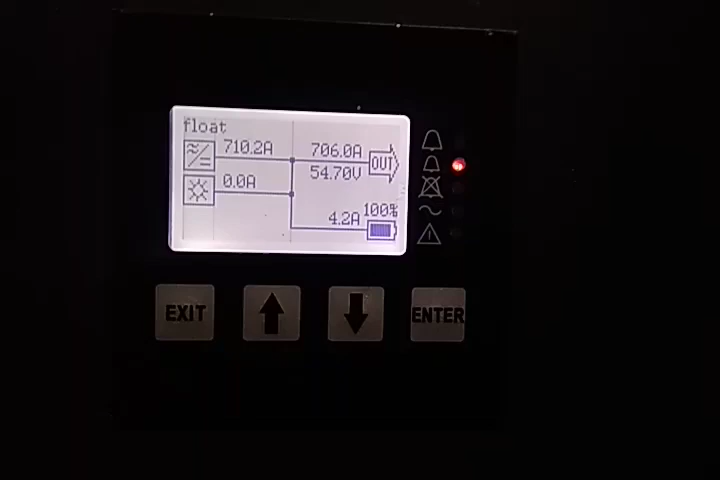 float
710.2A
706.0A
OUT
54.70V
0.0A
100%
4.2A
EXIT
ENTER